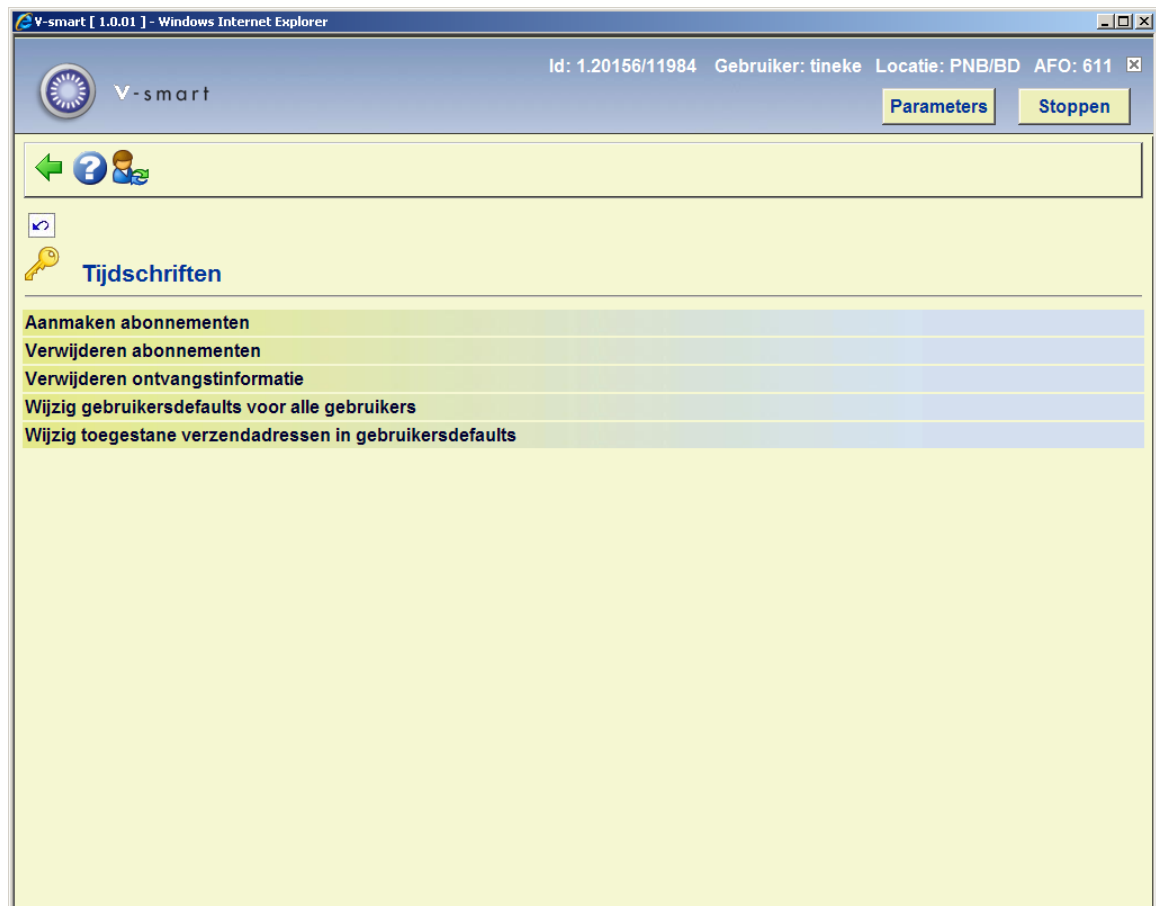 V-smart [ 1.0.01 ] - Windows Internet Explorer
Id: 1.20156/11984 Gebruiker: tineke Locatie: PNB/BD AFO: 611
V-smart
Parameters Stoppen
Tijdschriften
Aanmaken abonnementen
Verwijderen abonnementen
Verwijderen ontvangstinformatie
Wijzig gebruikersdefaults voor alle gebruikers
Wijzig toegestane verzendadressen in gebruikersdefaults